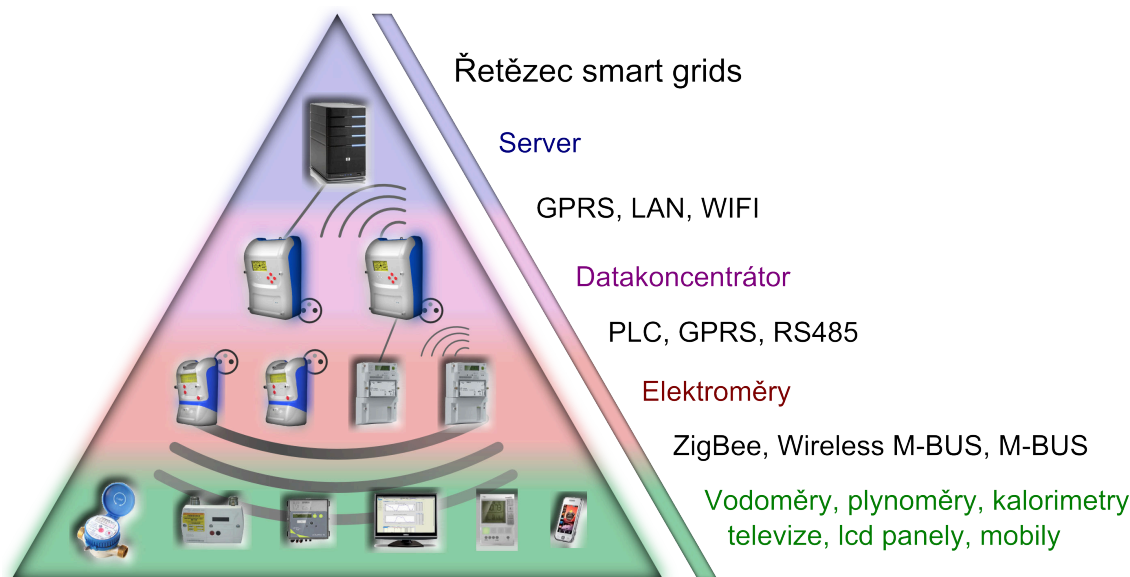 Řetězec smart grids
Server
GPRS, LAN, WIFI
Datakoncentrátor
PLC, GPRS, RS485
Elektroměry
ZigBee, Wireless M-BUS, M-BUS
Vodoměry, plynoměry, kalorimetry
televize, lcd panely, mobily